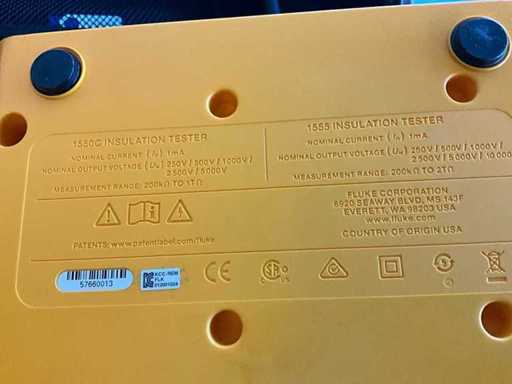 1550C INSULATION TESTER
NOMINAL CURRENT (IN) 1mA
NOMINAL OUTPUT VOLTAGE (UN) 250V / 500V / 1000V /
2500V / 5000V
MEASUREMENT RANGE: 200kΩ TO 1TΩ
1555 INSULATION TESTER
NOMINAL CURRENT (IN) 1mA
NOMINAL OUTPUT VOLTAGE (UN) 250V / 500V / 1000V /
2500V / 5000V / 10000
MEASUREMENT RANGE: 200kΩ TO 2TΩ
FLUKE CORPORATION
6920 SEAWAY BLVD, MS 143F
EVERETT, WA 98203 USA
www.fluke.com
COUNTRY OF ORIGIN USA
PATENTS: www.patentlabel.com/fluke
57660013
KCC-REM
FLK
CE